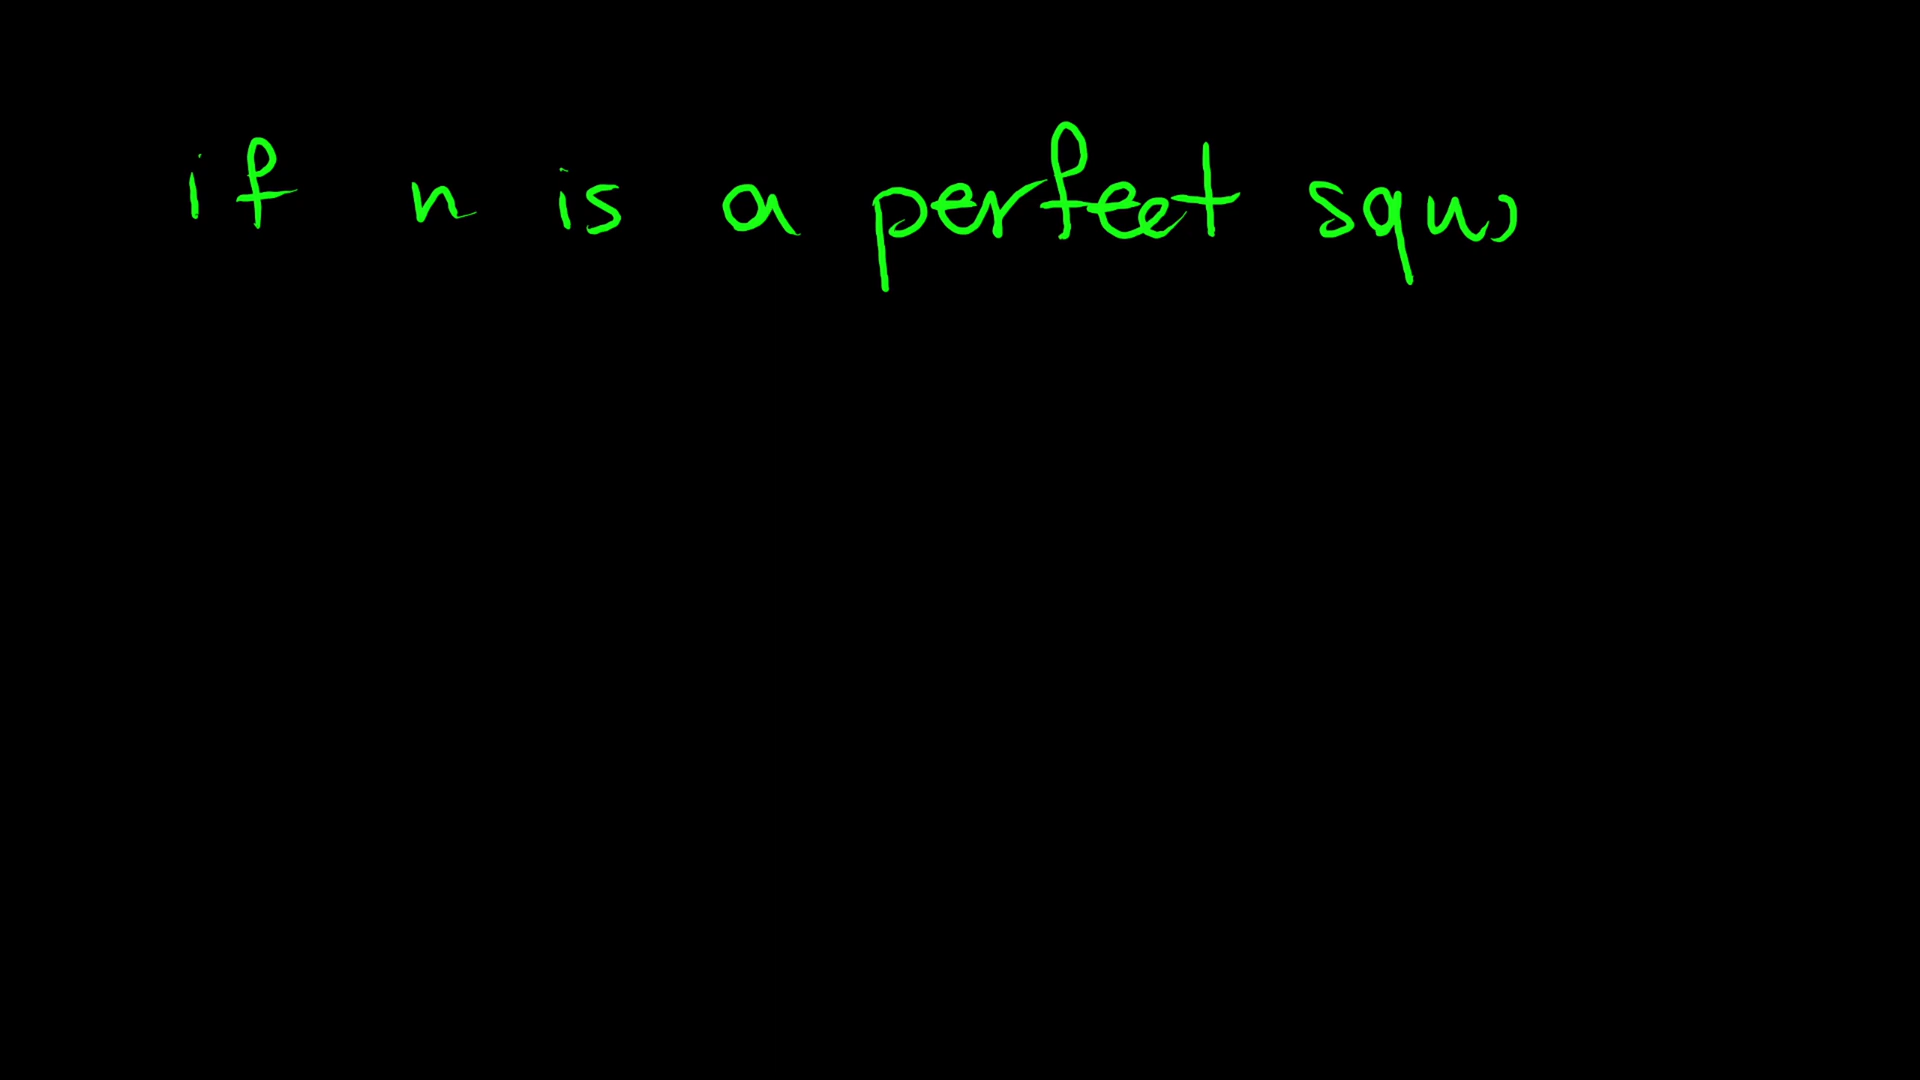 if n is a perfect squ